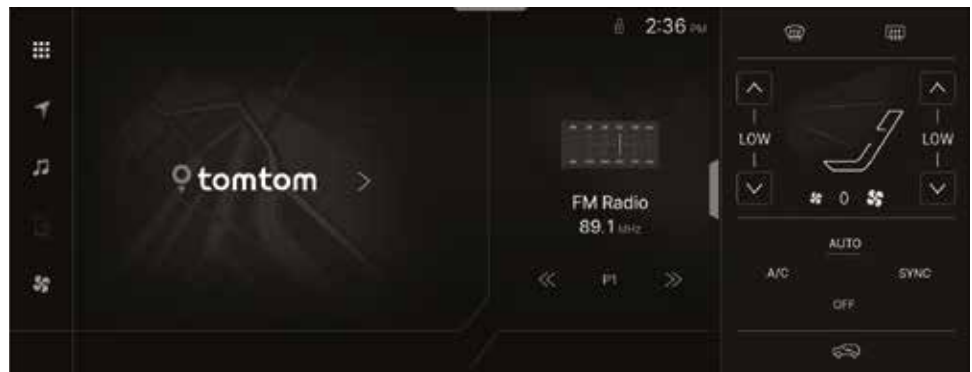 2:36 PM
tomtom
FM Radio
89.1 MHz
P1
LOW
LOW
0
AUTO
A/C
SYNC
OFF